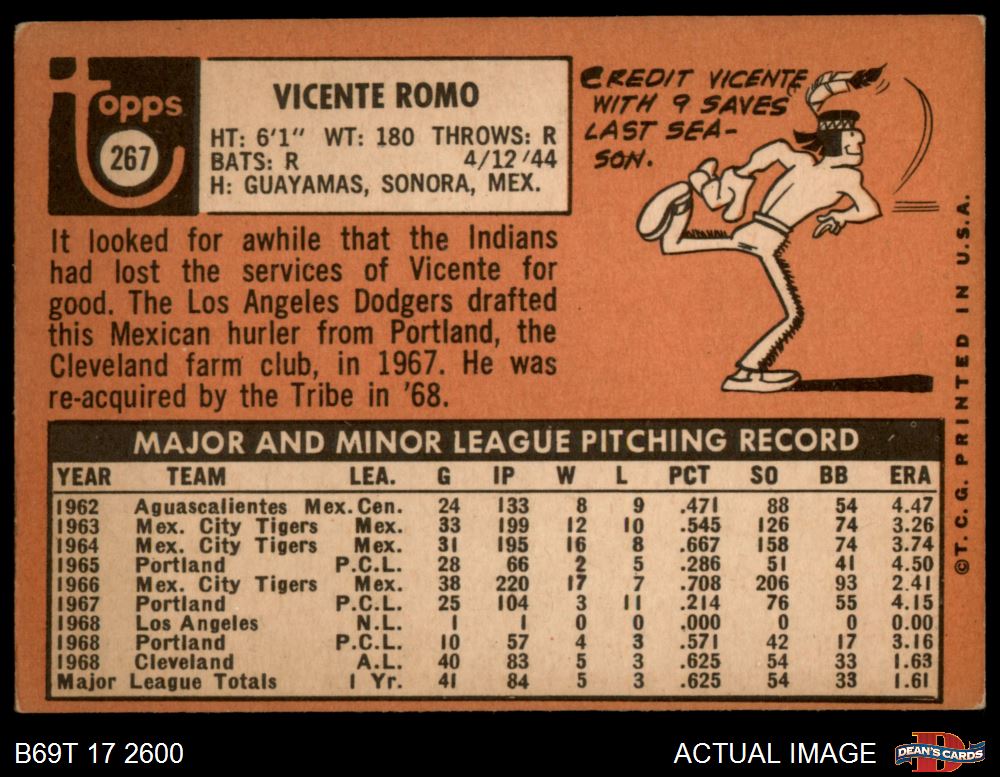 Topps
267
VICENTE ROMO
HT: 6'1" WT: 180 THROWS: R
BATS: R 4/12/44
H: GUAYAMAS, SONORA, MEX.
CREDIT VICENTE
WITH 9 SAVES
LAST SEA-
SON.
It looked for awhile that the Indians
had lost the services of Vicente for
good. The Los Angeles Dodgers drafted
this Mexican hurler from Portland, the
Cleveland farm club, in 1967. He was
re-acquired by the Tribe in '68.
MAJOR AND MINOR LEAGUE PITCHING RECORD
YEAR TEAM LEA. G IP W L PCT SO BB ERA
1962 Aguascalientes Mex. Cen. 24 133 8 9 .471 88 54 4.47
1963 Mex. City Tigers Mex. 33 199 12 10 .545 126 74 3.26
1964 Mex. City Tigers Mex. 31 195 16 8 .667 158 74 3.74
1965 Portland P.C.L. 28 66 2 5 .286 51 41 4.50
1966 Mex. City Tigers Mex. 38 220 17 7 .708 206 93 2.41
1967 Portland P.C.L. 25 104 3 11 .214 76 55 4.15
1968 Los Angeles N.L. 1 1 0 0 .000 0 0 0.00
1968 Portland P.C.L. 10 57 4 3 .571 42 17 3.16
1968 Cleveland A.L. 40 83 5 3 .625 54 33 1.63
Major League Totals 1 Yr. 41 84 5 3 .625 54 33 1.61
©T. C. G. PRINTED IN U.S.A.
B69T 17 2600
ACTUAL IMAGE
D
DEAN'S CARDS